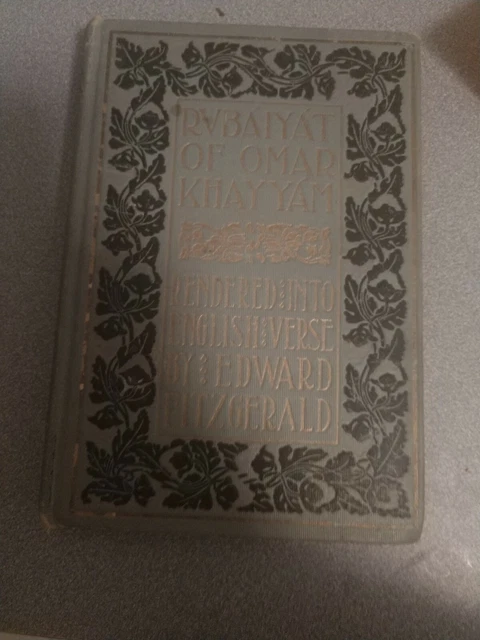 RVBAIYAT
OF OMAR
KHAYYAM
RENDERED INTO
ENGLISH VERSE
BY EDWARD
FITZGERALD